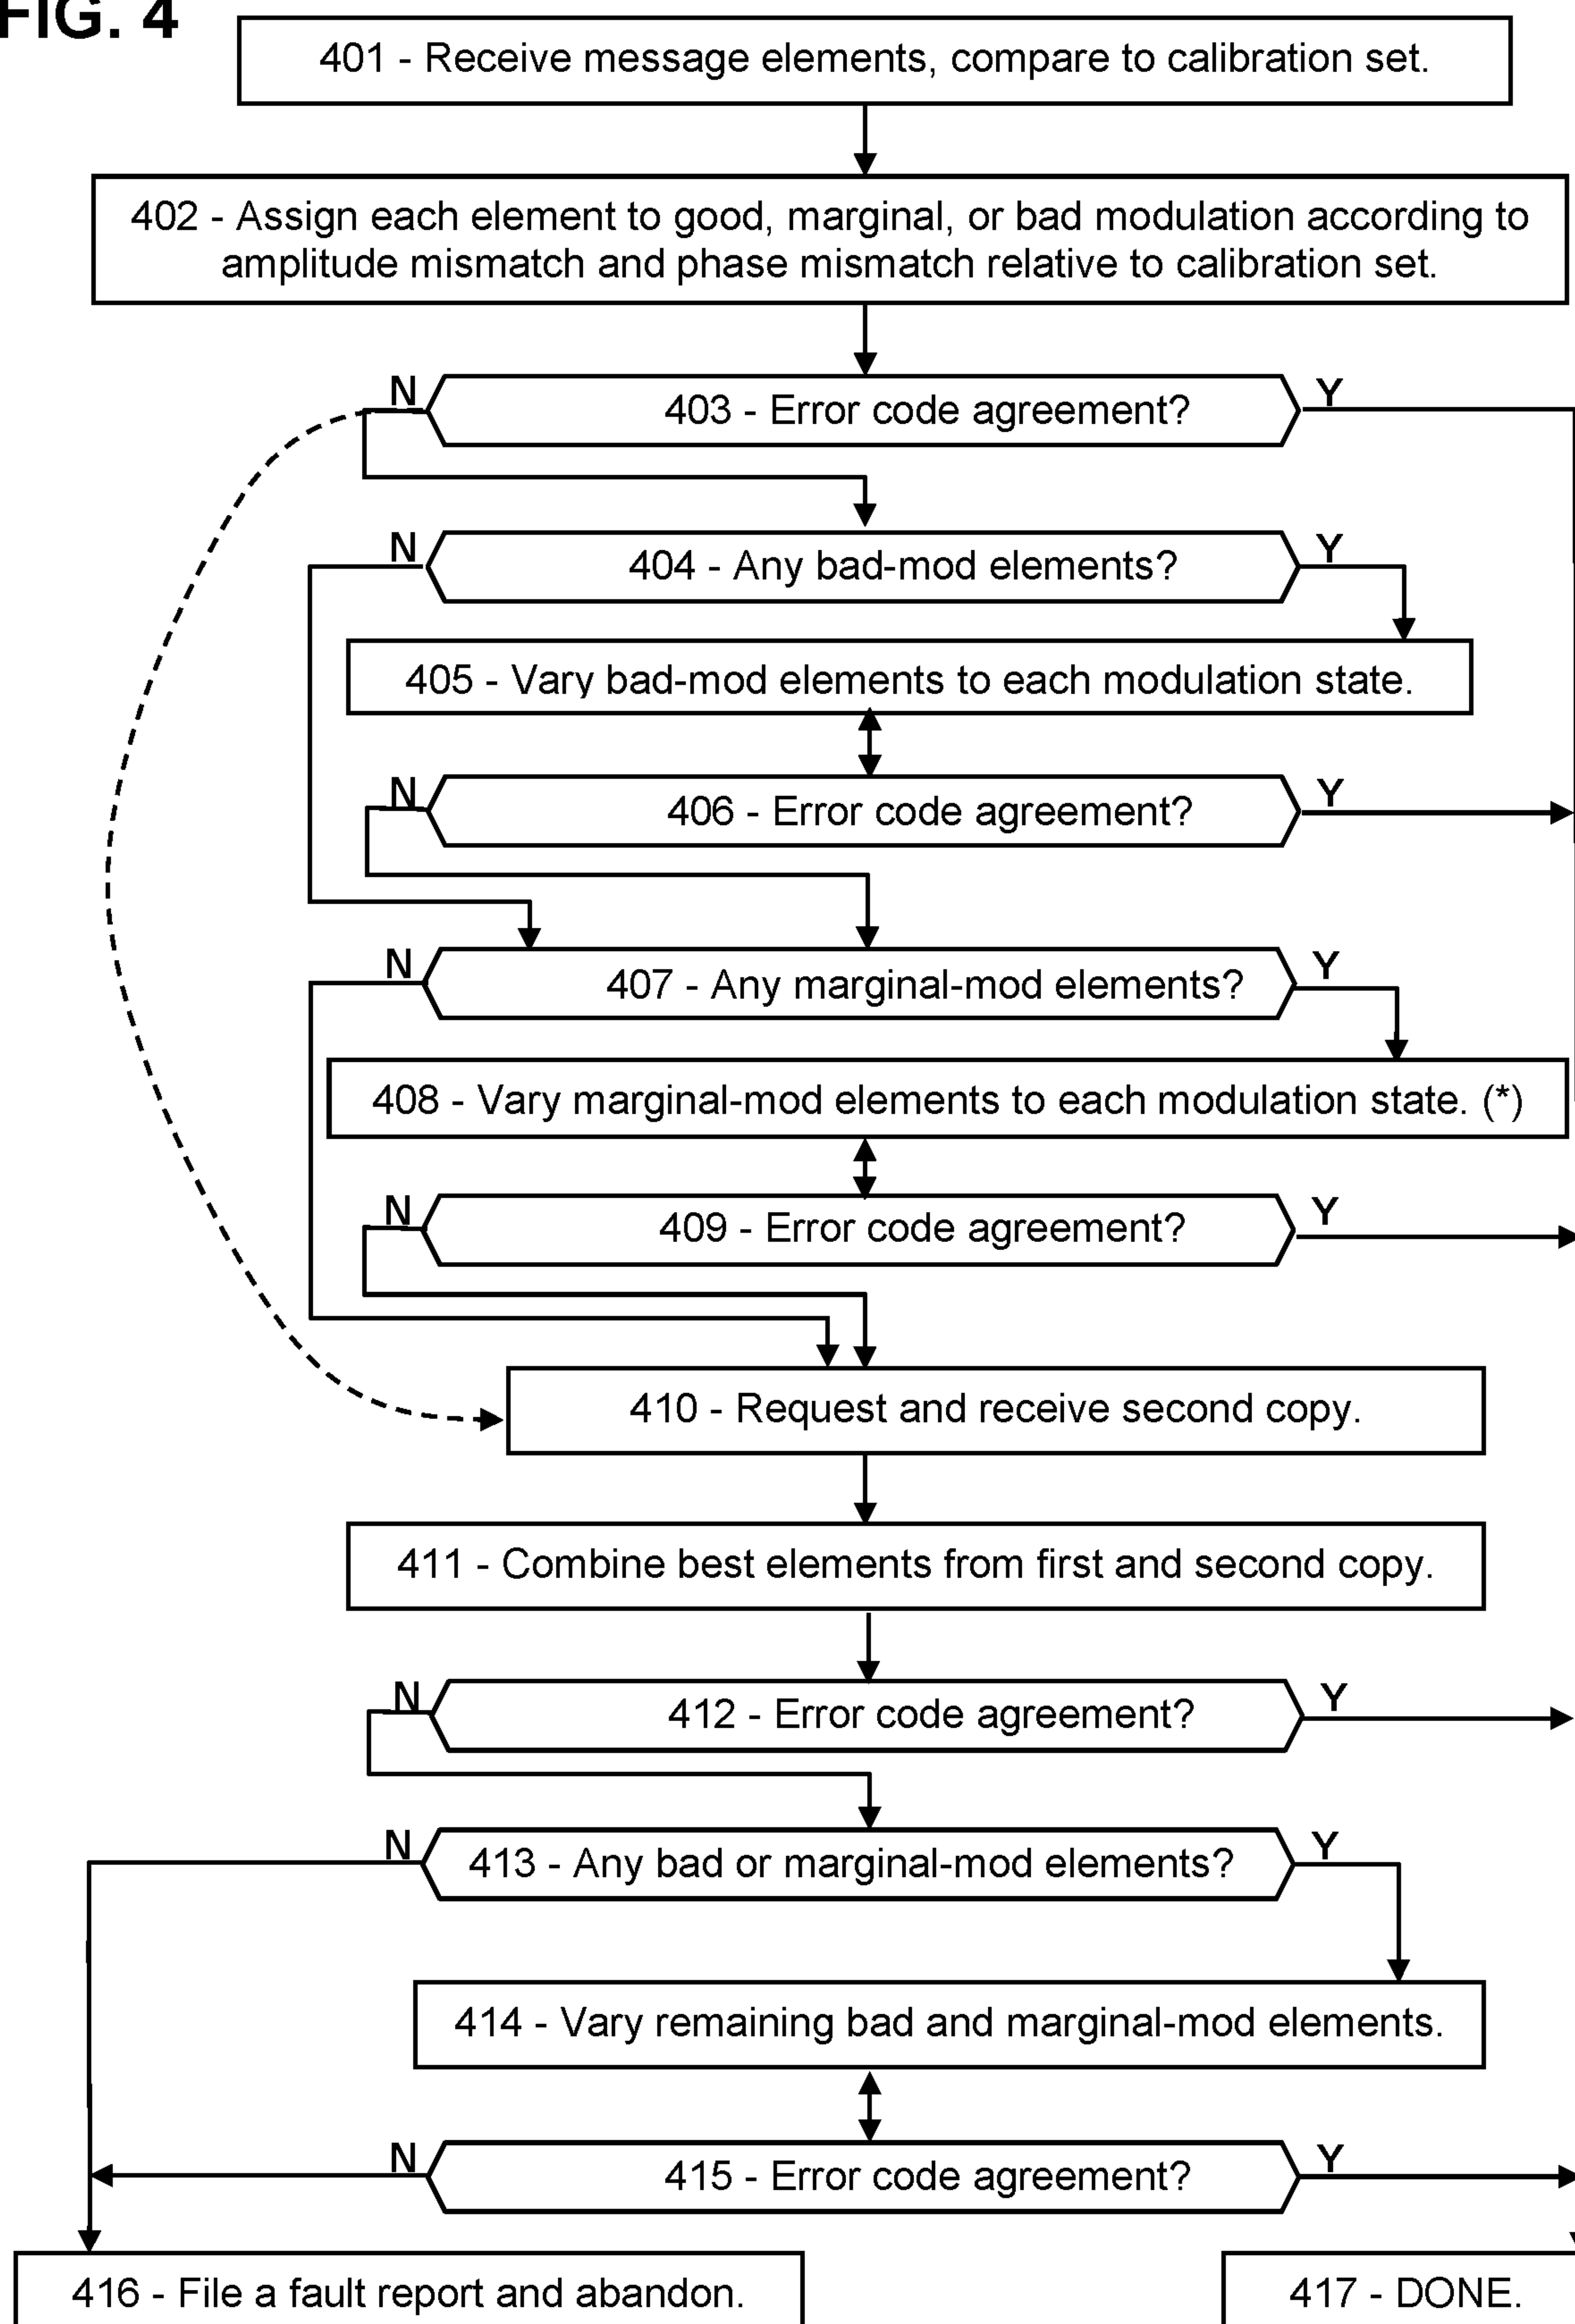 FIG. 4
401 - Receive message elements, compare to calibration set.
402 - Assign each element to good, marginal, or bad modulation according to
amplitude mismatch and phase mismatch relative to calibration set.
N
403 - Error code agreement?
Y
N
404 - Any bad-mod elements?
Y
405 - Vary bad-mod elements to each modulation state.
N
406 - Error code agreement?
Y
N
407 - Any marginal-mod elements?
Y
408 - Vary marginal-mod elements to each modulation state. (*)
N
409 - Error code agreement?
Y
410 - Request and receive second copy.
411 - Combine best elements from first and second copy.
N
412 - Error code agreement?
Y
N
413 - Any bad or marginal-mod elements?
Y
414 - Vary remaining bad and marginal-mod elements.
N
415 - Error code agreement?
Y
416 - File a fault report and abandon.
417 - DONE.